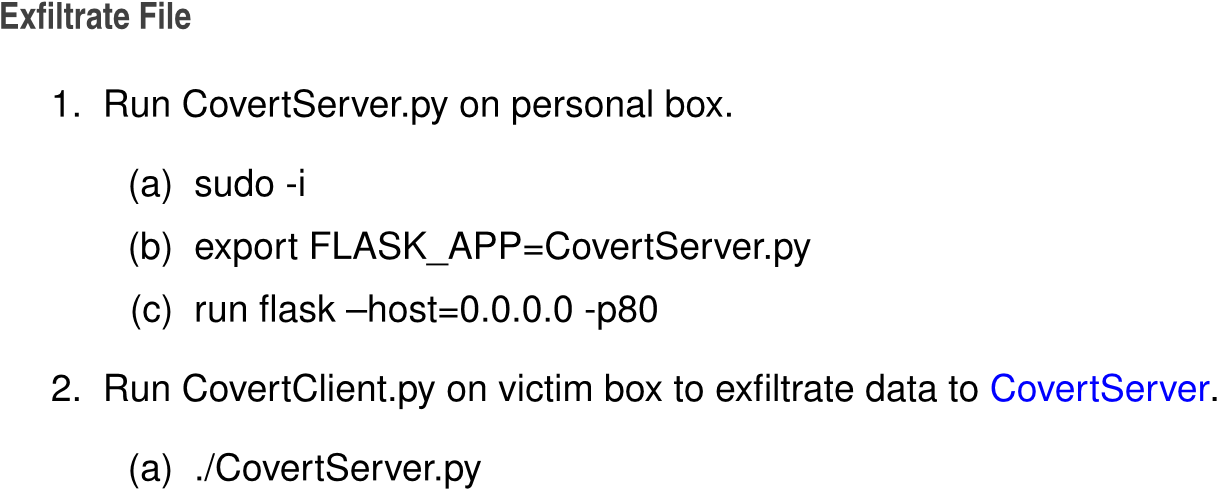 Exfiltrate File
1. Run CovertServer.py on personal box.
(a) sudo -i
(b) export FLASK_APP=CovertServer.py
(c) run flask –host=0.0.0.0 -p80
2. Run CovertClient.py on victim box to exfiltrate data to CovertServer.
(a) ./CovertServer.py